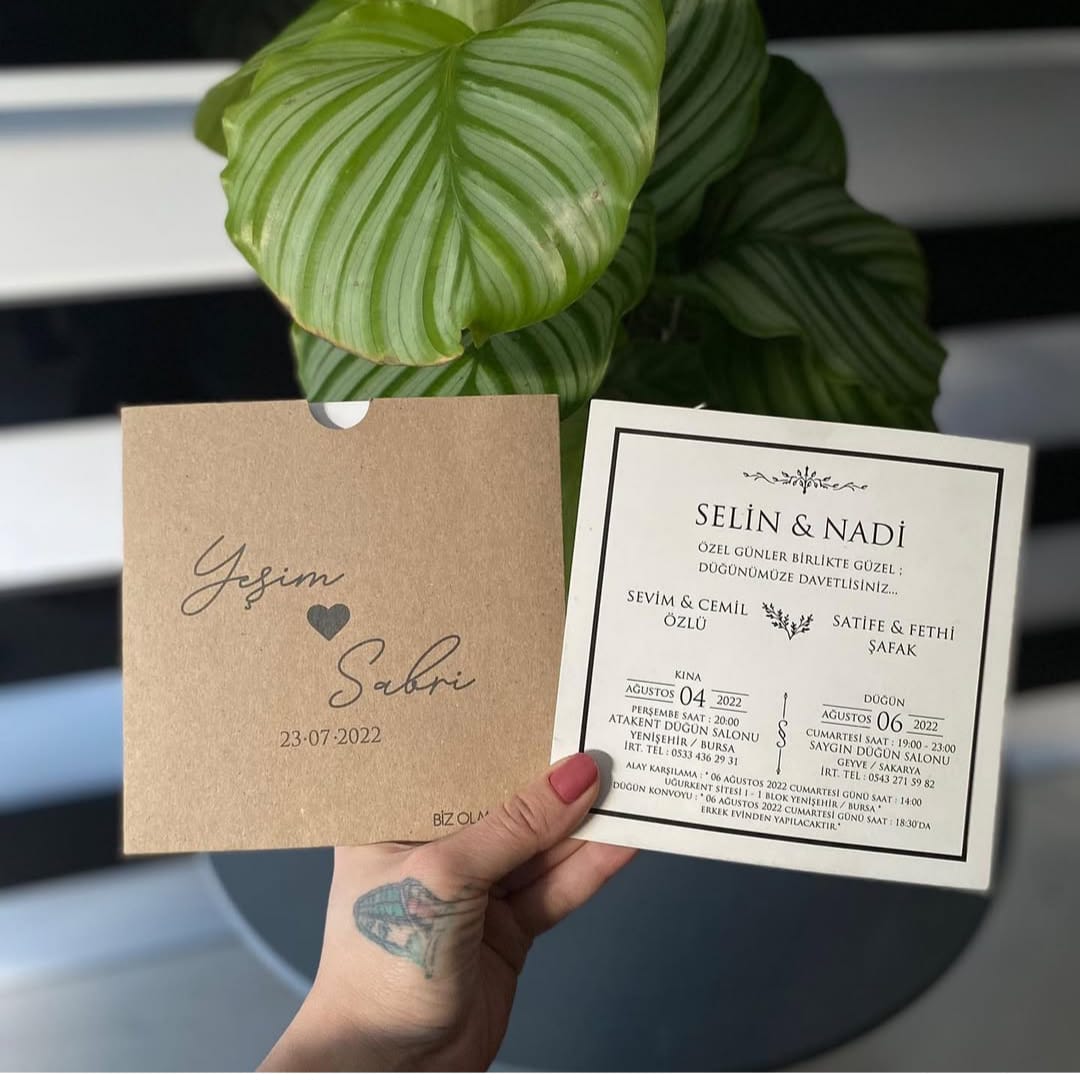 Yeşim
Sabri
23·07·2022
BİZ
SELİN & NADİ
ÖZEL GÜNLER BİRLİKTE GÜZEL ;
DÜĞÜNÜMÜZE DAVETLİSİNİZ...
SEVİM & CEMİL
ÖZLÜ
SATİFE & FETHİ
ŞAFAK
KINA
AĞUSTOS 04 2022
PERŞEMBE SAAT : 20:00
ATAKENT DÜĞÜN SALONU
YENİŞEHİR / BURSA
İRT. TEL : 0533 436 29 31
DÜĞÜN
AĞUSTOS 06 2022
CUMARTESİ SAAT : 19:00 - 23:00
SAYGIN DÜĞÜN SALONU
GEYVE / SAKARYA
İRT. TEL : 0543 271 59 82
ALAY KARŞILAMA : " 06 AĞUSTOS 2022 CUMARTESİ GÜNÜ SAAT : 14:00
UĞURKENT SİTESİ 1 - 1 BLOK YENİŞEHİR / BURSA "
DÜĞÜN KONVOYU : " 06 AĞUSTOS 2022 CUMARTESİ GÜNÜ SAAT : 18:30'DA
ERKEK EVİNDEN YAPILACAKTIR."